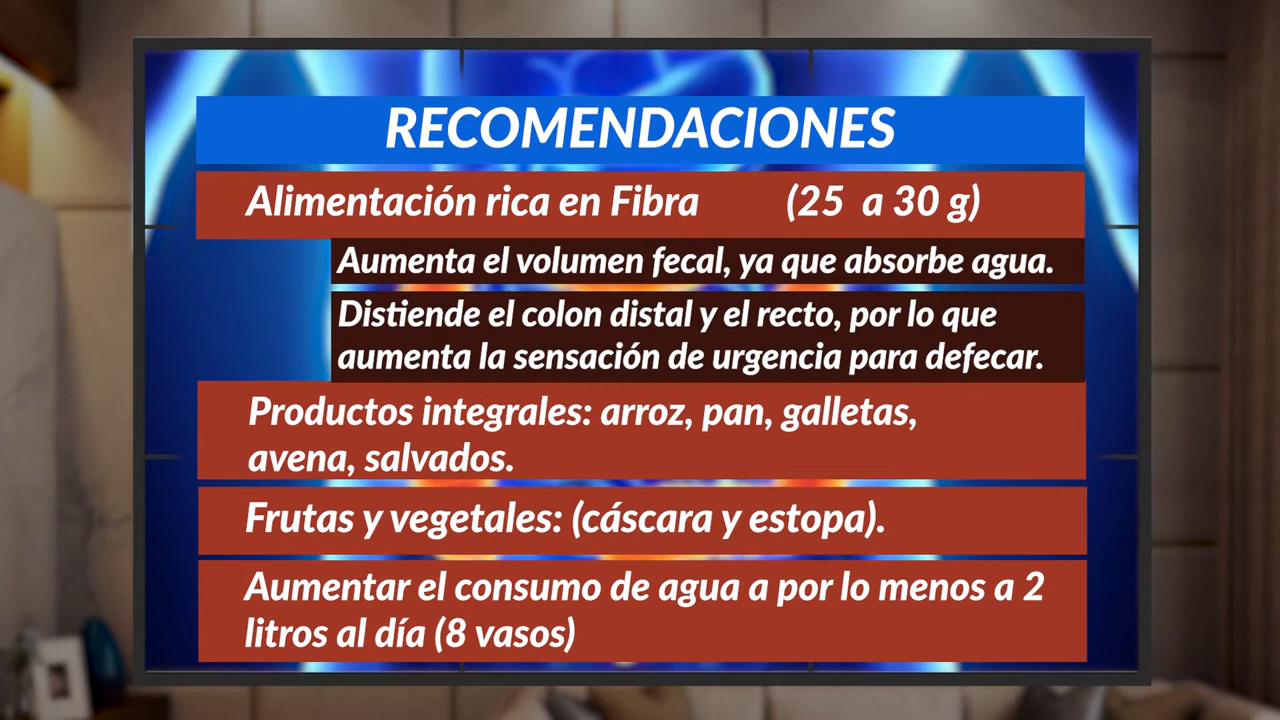 RECOMENDACIONES
Alimentación rica en Fibra (25 a 30 g)
Aumenta el volumen fecal, ya que absorbe agua.
Distiende el colon distal y el recto, por lo que
aumenta la sensación de urgencia para defecar.
Productos integrales: arroz, pan, galletas,
avena, salvados.
Frutas y vegetales: (cáscara y estopa).
Aumentar el consumo de agua a por lo menos a 2
litros al día (8 vasos)